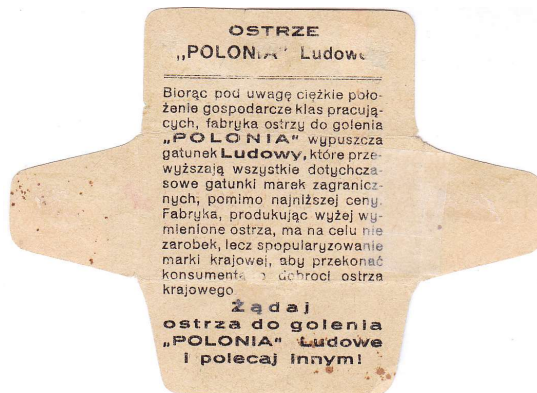 OSTRZE
„POLONIA" Ludowe
Biorąc pod uwagę ciężkie poło-
żenie gospodarcze klas pracują-
cych, fabryka ostrzy do golenia
„POLONIA" wypuszcza
gatunek Ludowy, które prze-
wyższają wszystkie dotychcza-
sowe gatunki marek zagranicz-
nych, pomimo najniższej ceny.
Fabryka, produkując wyżej wy-
mienione ostrza, ma na celu nie
zarobek, lecz spopularyzowanie
marki krajowej, aby przekonać
konsumenta o dobroci ostrza
krajowego
Żądaj
ostrza do golenia
„POLONIA" Ludowe
i polecaj innym!